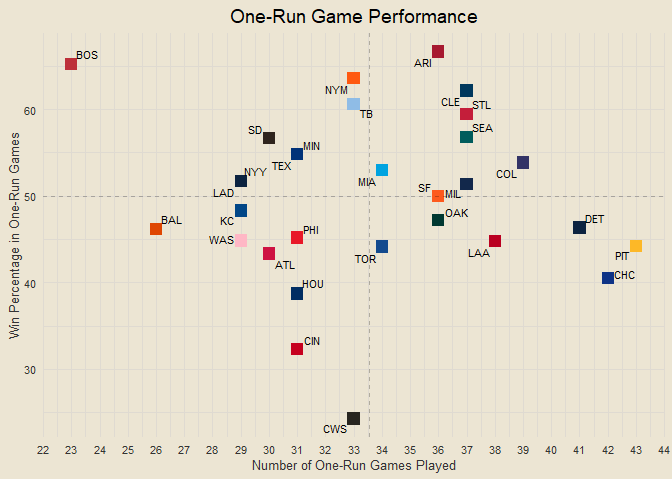 One-Run Game Performance
Win Percentage in One-Run Games
60
50
40
30
BOS
ARI
NYM
TB
CLE
STL
SEA
SD
MIN
TEX
NYY
LAD
MIA
COL
SF
MIL
KC
BAL
OAK
DET
WAS
PHI
ATL
TOR
LAA
PIT
CHC
HOU
CIN
CWS
22 23 24 25 26 27 28 29 30 31 32 33 34 35 36 37 38 39 40 41 42 43 44
Number of One-Run Games Played